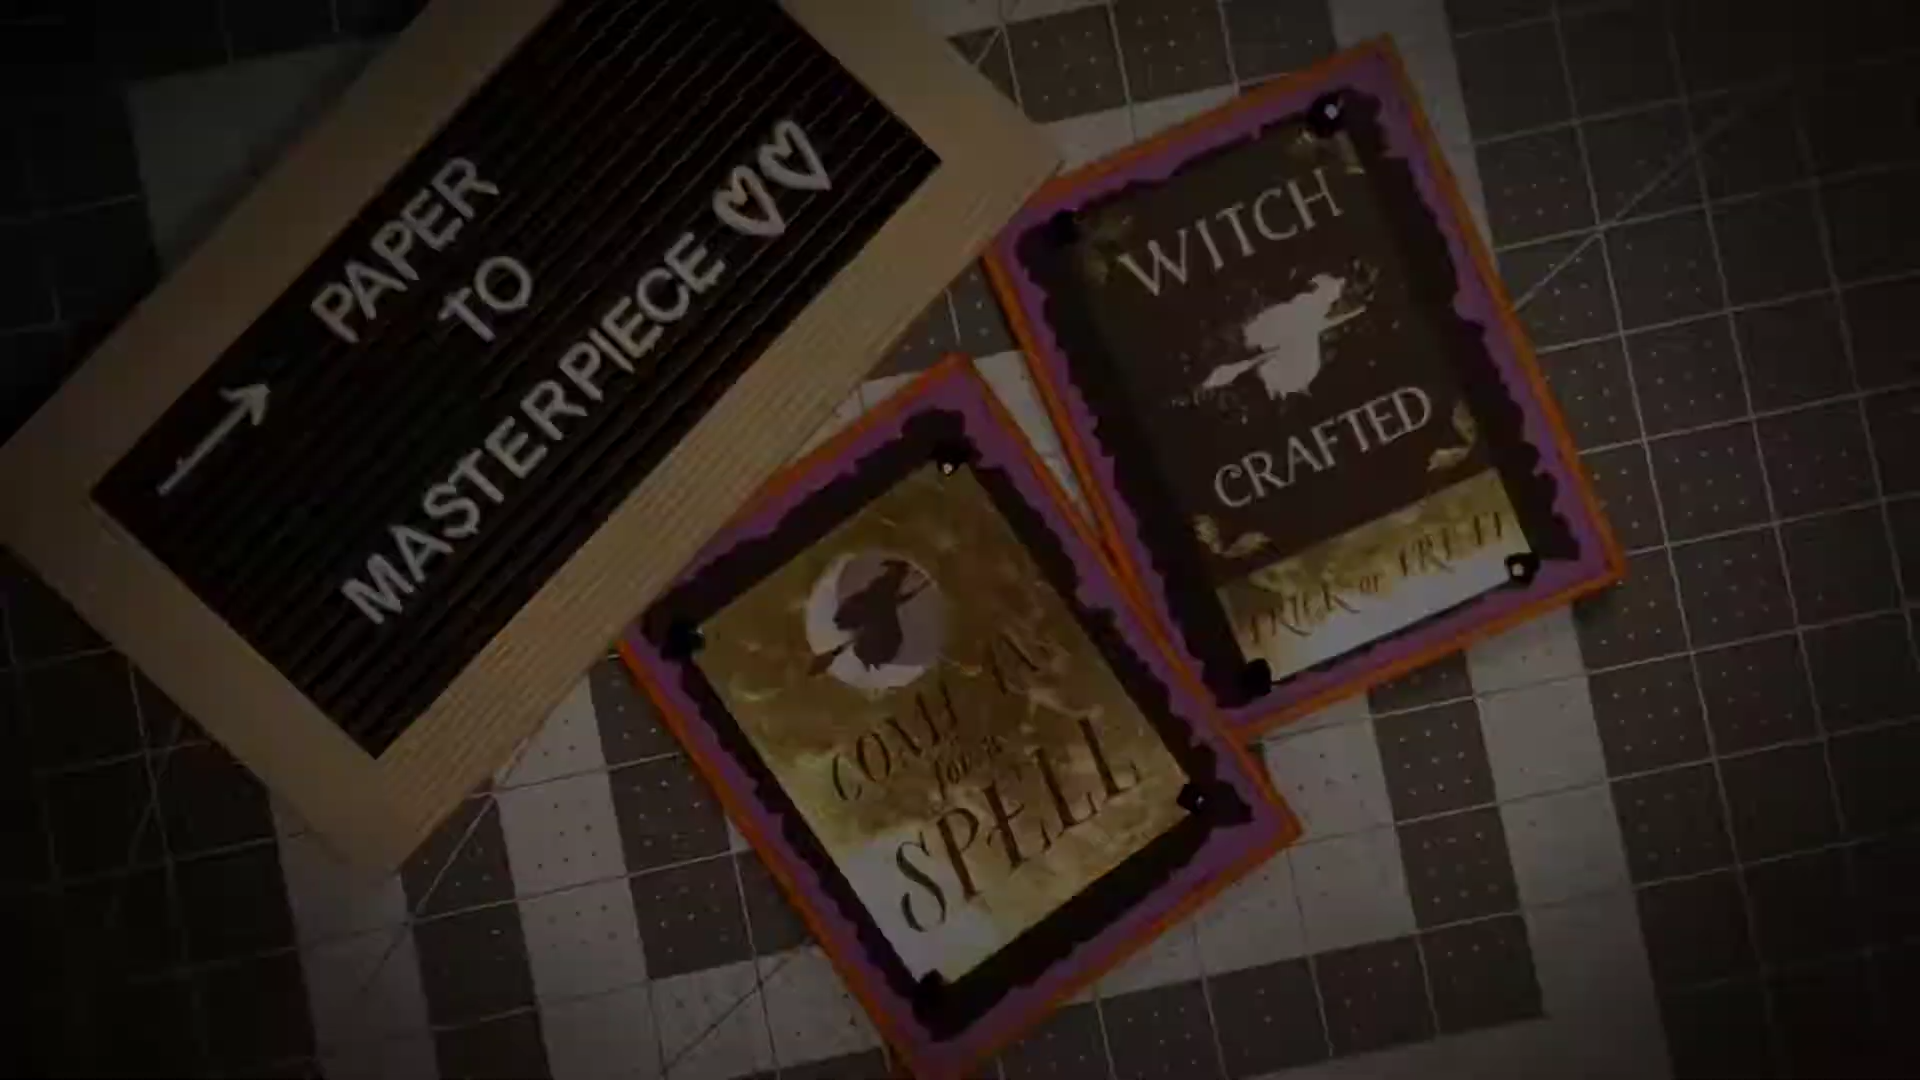 PAPER
TO
MASTERPIECE ♡♡
WITCH
CRAFTED
TRICK or TREAT
COME IN
for a
SPELL